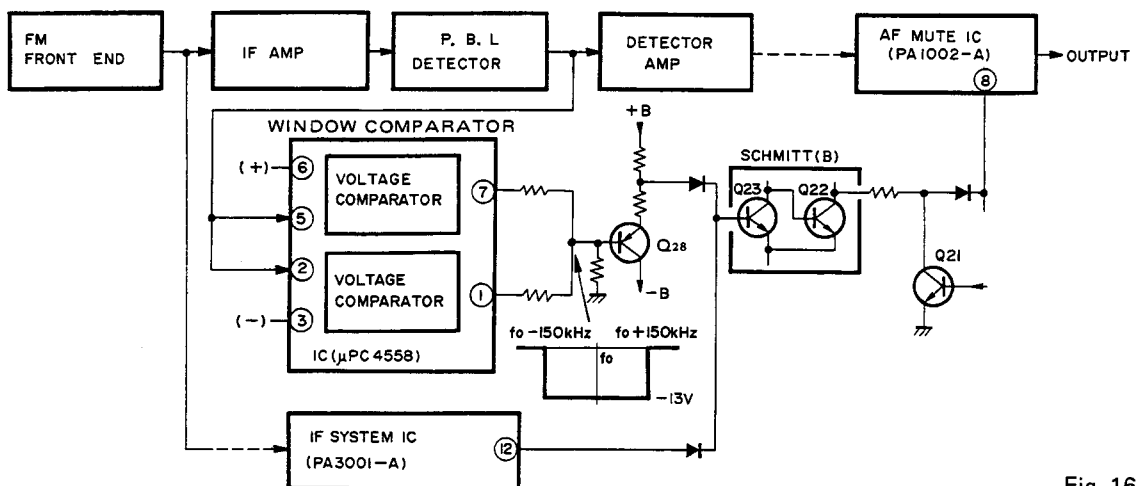 FM
FRONT END
IF AMP
P. B. L
DETECTOR
DETECTOR
AMP
AF MUTE IC
(PA1002-A)
8
OUTPUT
WINDOW COMPARATOR
(+)
6
VOLTAGE
COMPARATOR
7
5
2
VOLTAGE
COMPARATOR
1
(-)
3
IC (μPC 4558)
+B
Q28
-B
SCHMITT(B)
Q23
Q22
Q21
fo -150kHz
fo +150kHz
fo
-13V
IF SYSTEM IC
(PA3001-A)
12
Fig. 16